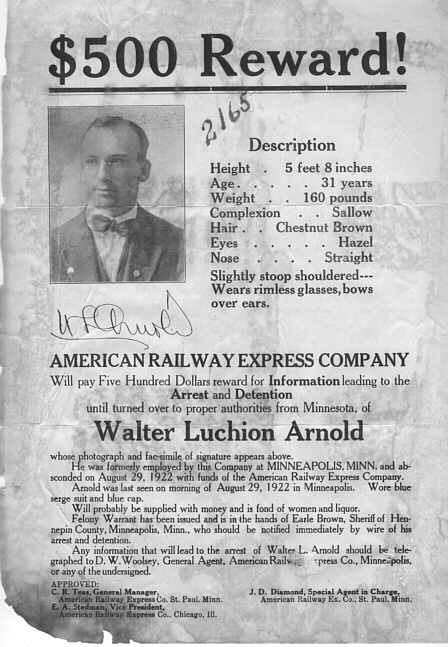 $500 Reward!
2165
Description
Height . 5 feet 8 inches
Age . . . . . 31 years
Weight . . 160 pounds
Complexion . . Sallow
Hair . . Chestnut Brown
Eyes . . . . . Hazel
Nose . . . . Straight
Slightly stoop shouldered---
Wears rimless glasses, bows
over ears.
AMERICAN RAILWAY EXPRESS COMPANY
Will pay Five Hundred Dollars reward for Information leading to the
Arrest and Detention
until turned over to proper authorities from Minnesota, of
Walter Luchion Arnold
whose photograph and fac-simile of signature appears above.
He was formerly employed by this Company at MINNEAPOLIS, MINN. and ab-
sconded on August 29, 1922 with funds of the American Railway Express Company.
Arnold was last seen on morning of August 29, 1922 in Minneapolis. Wore blue
serge suit and blue cap.
Will probably be supplied with money and is fond of women and liquor.
Felony Warrant has been issued and is in the hands of Earle Brown, Sheriff of Hen-
nepin County, Minneapolis, Minn., who should be notified immediately by wire of his
arrest and detention.
Any information that will lead to the arrest of Walter L. Arnold should be tele-
graphed to D. W. Woolsey, General Agent, American Railw press Co., Minneapolis,
or any of the undersigned.
APPROVED:
C. R. Tees, General Manager,
American Railway Express Co. St. Paul, Minn.
E. A. Stedman, Vice President,
American Railway Express Co., Chicago, Ill.
J. D. Diamond, Special Agent in Charge,
American Railway Ex. Co., St. Paul, Minn.